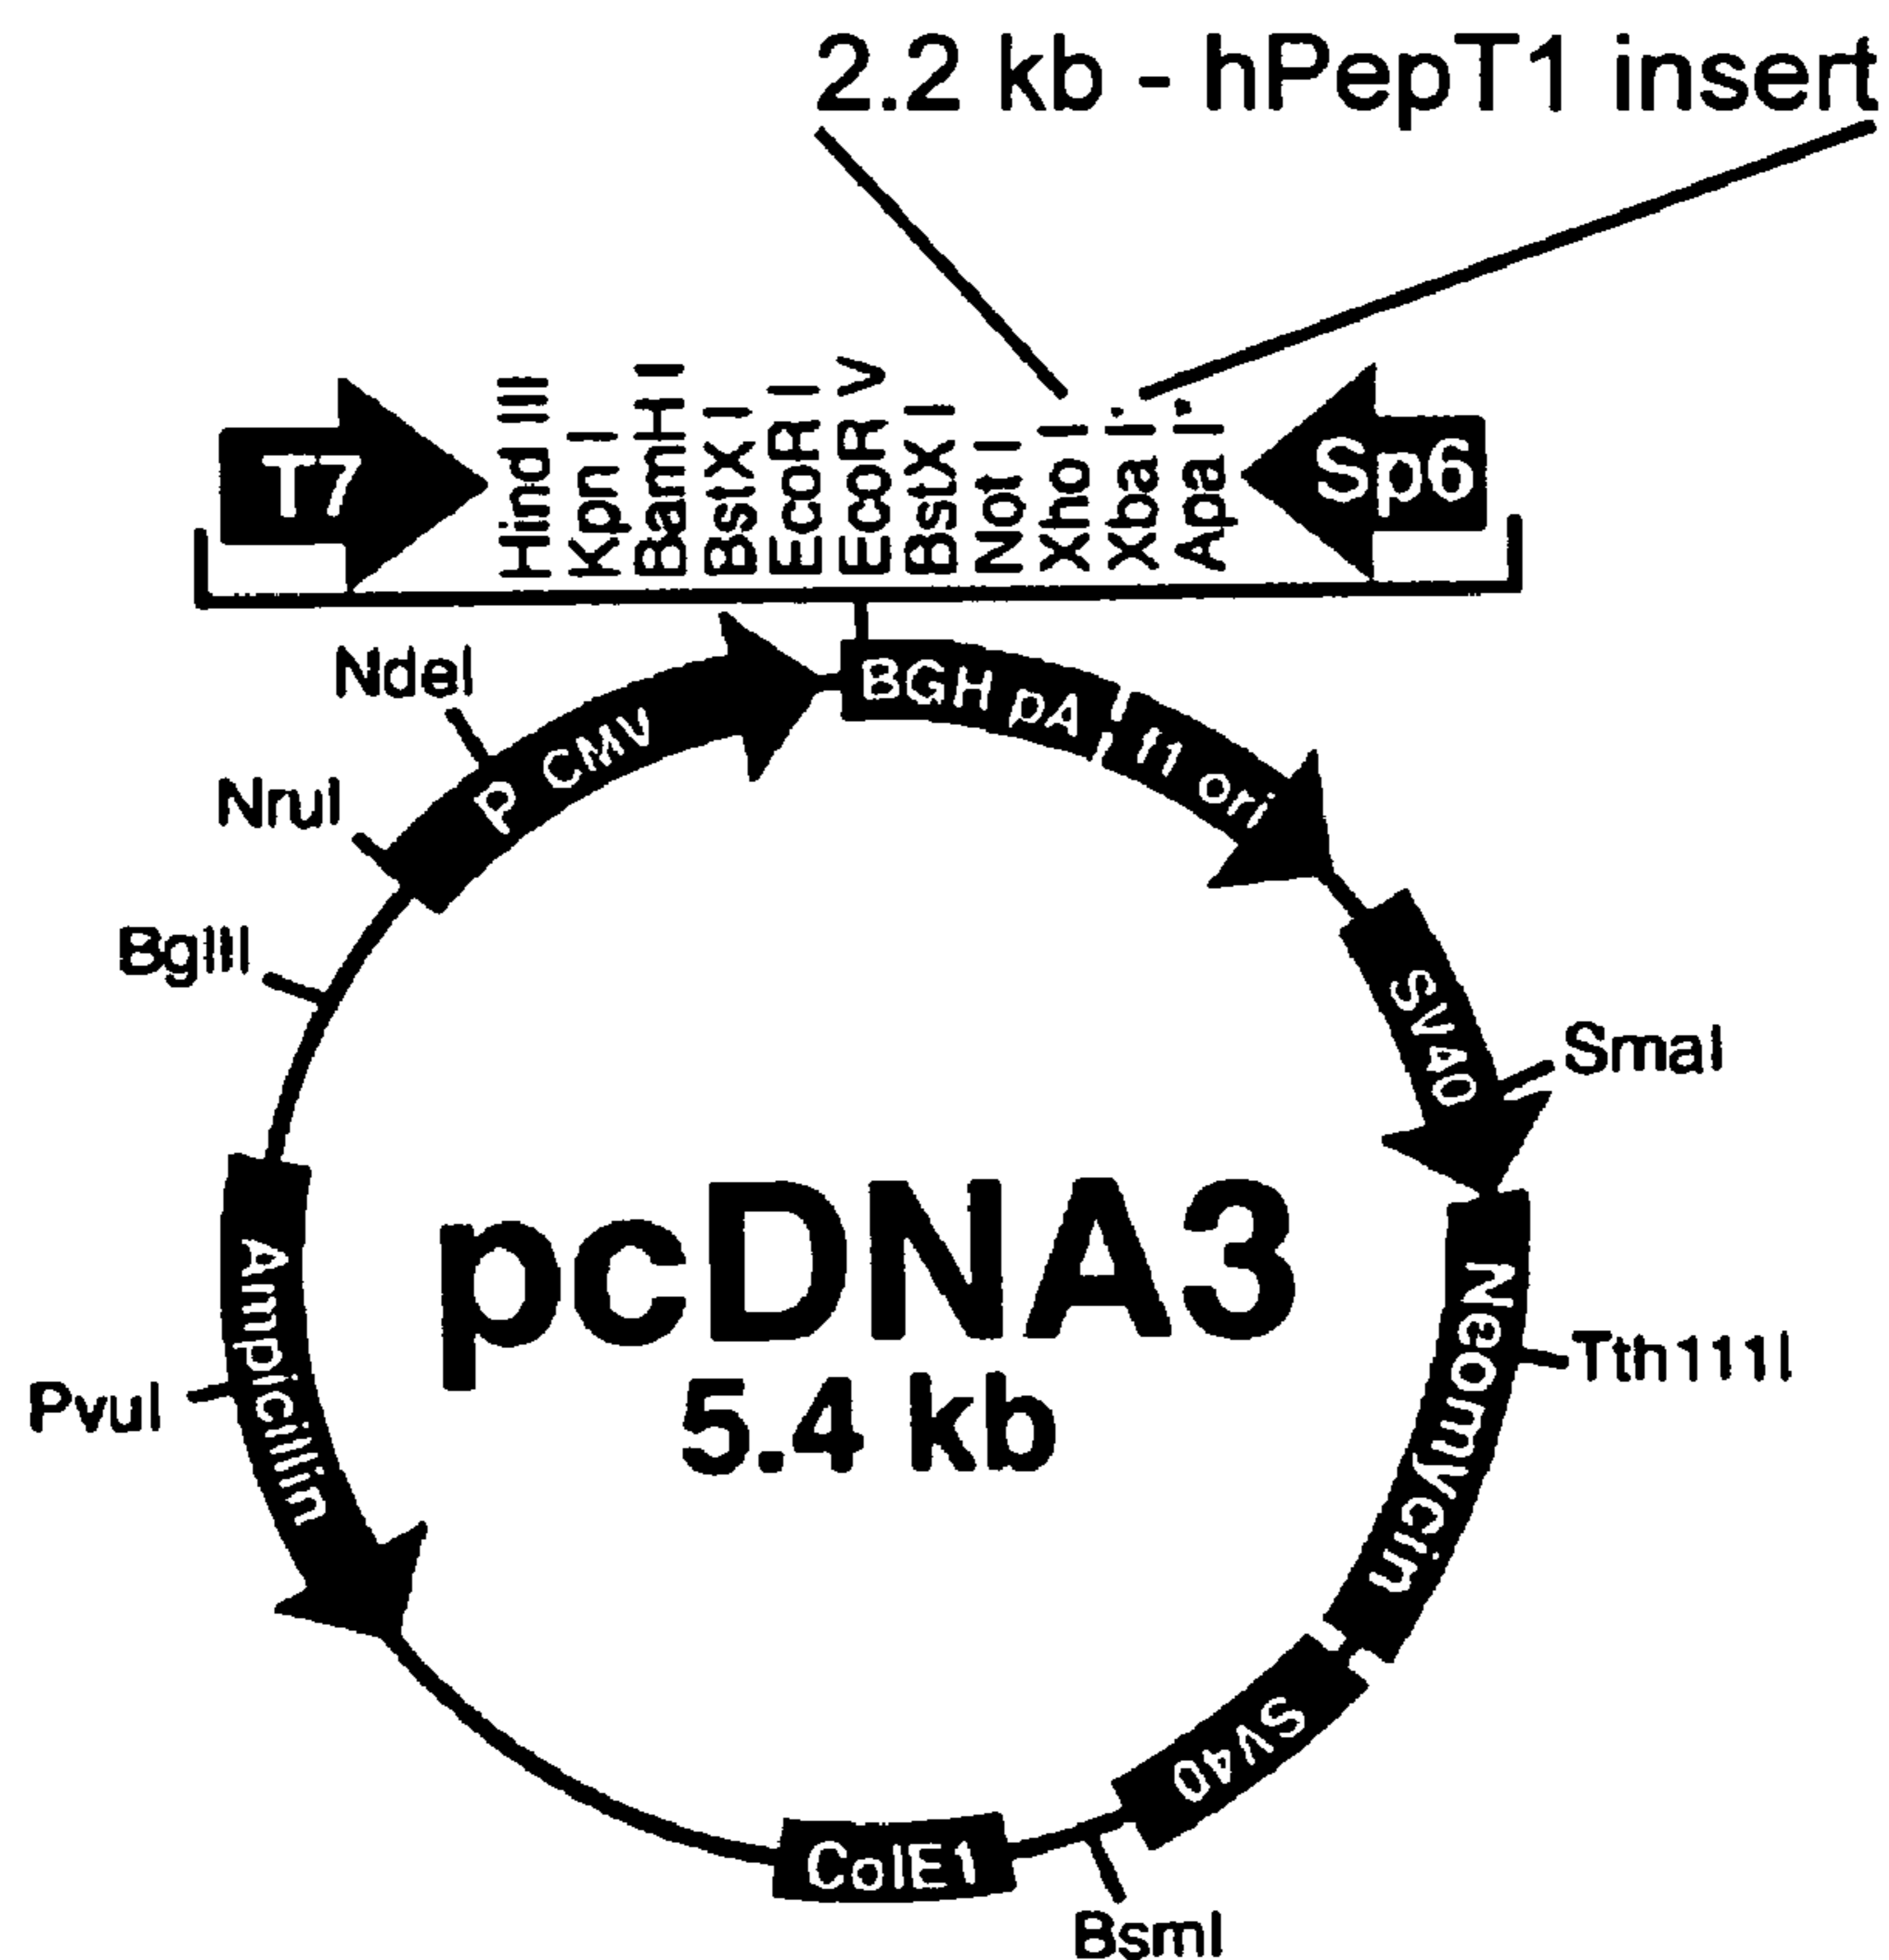 2.2 kb - hPepT1 insert
T7
Hind III
Kpn I
BamH I
BstX I
EcoR I
EcoR V
BstX I
Not I
Xho I
Xba I
Apa I
Sp6
NdeI
NruI
BglII
PvuI
P CMV
BGH pA
f1 ori
SV40
SmaI
Neomycin
Tth111I
SV40
BsmI
ColE1
Ampicillin
pcDNA3
5.4 kb